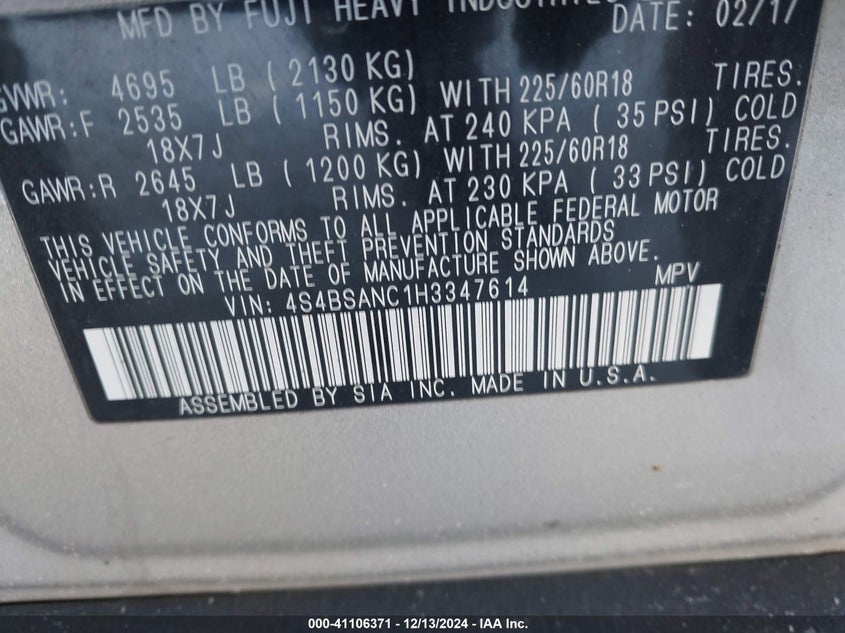 MFD BY FUJI HEAVY INDUSTRIES
DATE: 02/17
GVWR: 4695 LB ( 2130 KG)
GAWR:F 2535 LB ( 1150 KG) WITH 225/60R18 TIRES.
18X7J RIMS. AT 240 KPA ( 35 PSI) COLD
GAWR:R 2645 LB ( 1200 KG) WITH 225/60R18 TIRES.
18X7J RIMS. AT 230 KPA ( 33 PSI) COLD
THIS VEHICLE CONFORMS TO ALL APPLICABLE FEDERAL MOTOR
VEHICLE SAFETY AND THEFT PREVENTION STANDARDS
IN EFFECT ON THE DATE OF MANUFACTURE SHOWN ABOVE.
VIN: 4S4BSANC1H3347614 MPV
ASSEMBLED BY SIA INC. MADE IN U.S.A.
000-41106371 - 12/13/2024 - IAA Inc.